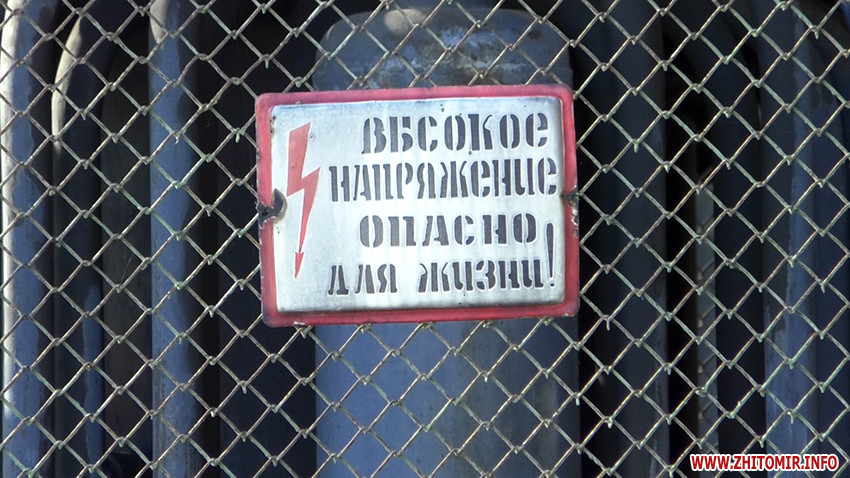 ВЫСОКОЕ
НАПРЯЖЕНИЕ
ОПАСНО
ДЛЯ ЖИЗНИ!
WWW.ZHITOMIR.INFO